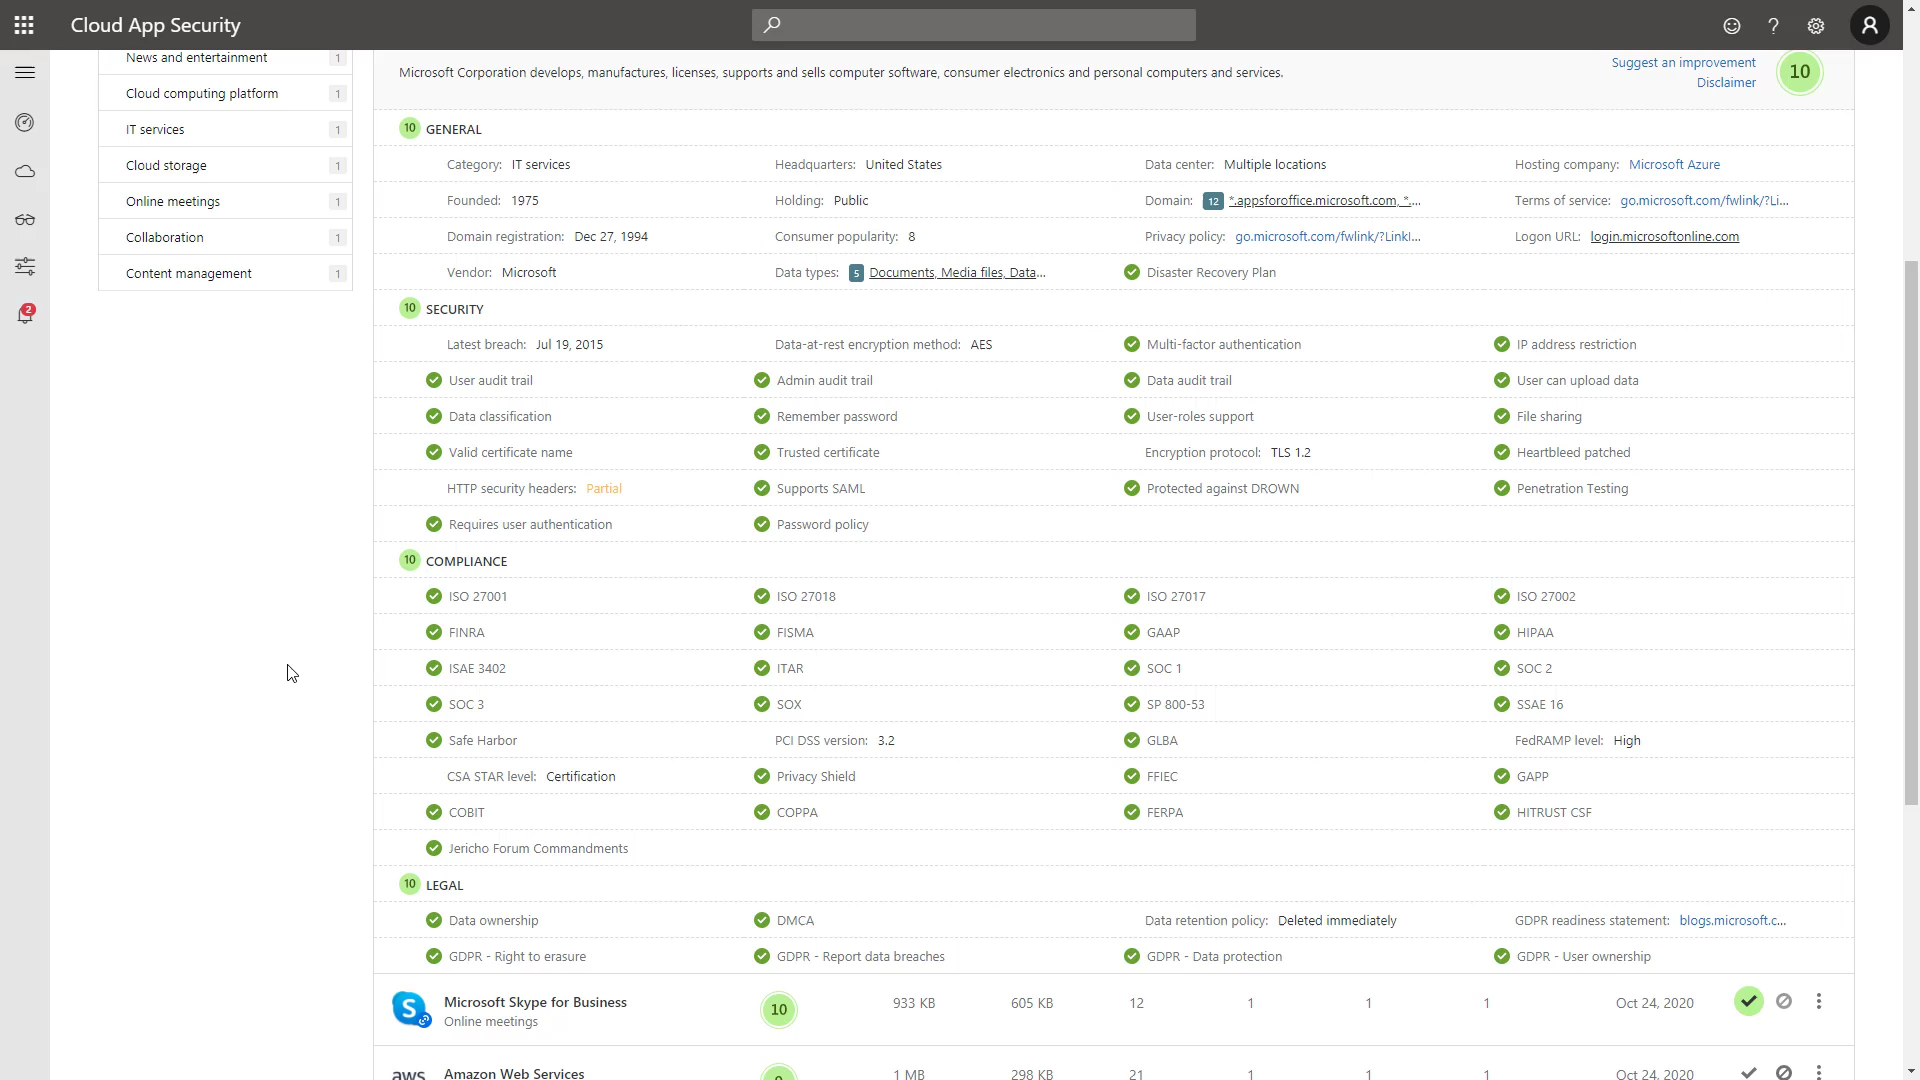 Cloud App Security
2
News and entertainment 1
Cloud computing platform 1
IT services 1
Cloud storage 1
Online meetings 1
Collaboration 1
Content management 1
Microsoft Corporation develops, manufactures, licenses, supports and sells computer software, consumer electronics and personal computers and services.
Suggest an improvement
Disclaimer
10
10 GENERAL
Category: IT services Headquarters: United States Data center: Multiple locations Hosting company: Microsoft Azure
Founded: 1975 Holding: Public Domain: 12 *.appsforoffice.microsoft.com, *.... Terms of service: go.microsoft.com/fwlink/?Li...
Domain registration: Dec 27, 1994 Consumer popularity: 8 Privacy policy: go.microsoft.com/fwlink/?LinkI... Logon URL: login.microsoftonline.com
Vendor: Microsoft Data types: 5 Documents, Media files, Data... Disaster Recovery Plan
10 SECURITY
Latest breach: Jul 19, 2015 Data-at-rest encryption method: AES Multi-factor authentication IP address restriction
User audit trail Admin audit trail Data audit trail User can upload data
Data classification Remember password User-roles support File sharing
Valid certificate name Trusted certificate Encryption protocol: TLS 1.2 Heartbleed patched
HTTP security headers: Partial Supports SAML Protected against DROWN Penetration Testing
Requires user authentication Password policy
10 COMPLIANCE
ISO 27001 ISO 27018 ISO 27017 ISO 27002
FINRA FISMA GAAP HIPAA
ISAE 3402 ITAR SOC 1 SOC 2
SOC 3 SOX SP 800-53 SSAE 16
Safe Harbor PCI DSS version: 3.2 GLBA FedRAMP level: High
CSA STAR level: Certification Privacy Shield FFIEC GAPP
COBIT COPPA FERPA HITRUST CSF
Jericho Forum Commandments
10 LEGAL
Data ownership DMCA Data retention policy: Deleted immediately GDPR readiness statement: blogs.microsoft.c...
GDPR - Right to erasure GDPR - Report data breaches GDPR - Data protection GDPR - User ownership
S Microsoft Skype for Business 10 933 KB 605 KB 12 1 1 1 Oct 24, 2020
Online meetings
aws Amazon Web Services 1 MB 298 KB 21 1 1 1 Oct 24, 2020